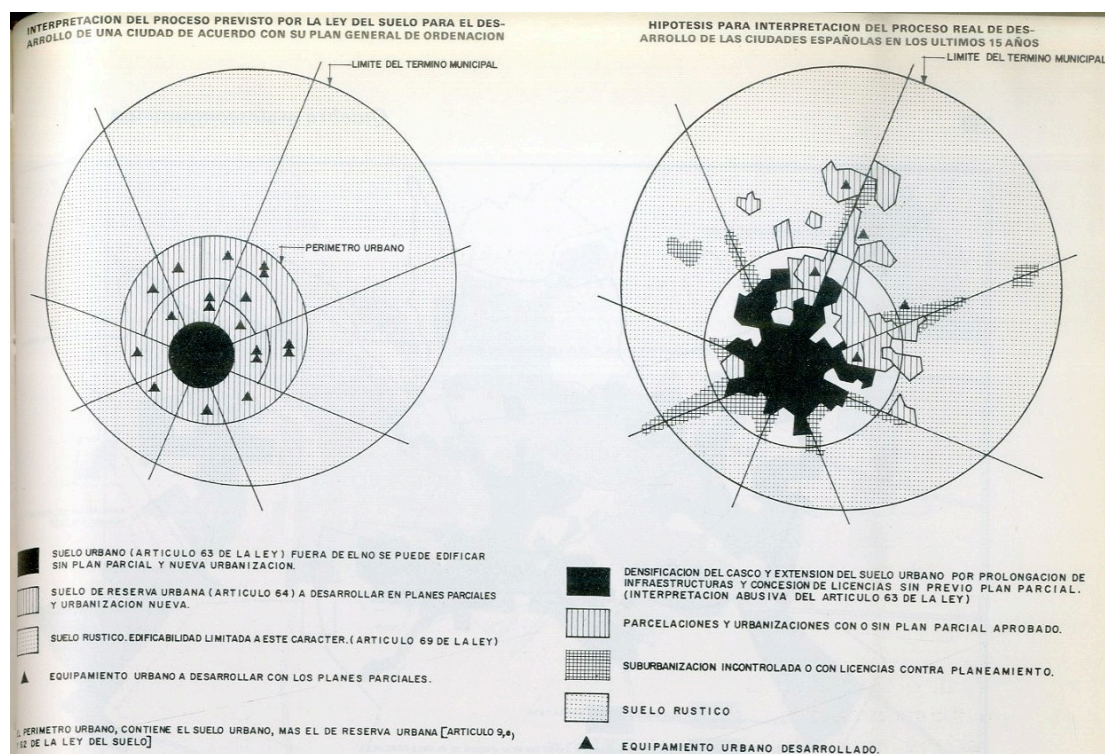 INTERPRETACION DEL PROCESO PREVISTO POR LA LEY DEL SUELO PARA EL DES-
ARROLLO DE UNA CIUDAD DE ACUERDO CON SU PLAN GENERAL DE ORDENACION
LIMITE DEL TERMINO MUNICIPAL
PERIMETRO URBANO
SUELO URBANO (ARTICULO 63 DE LA LEY) FUERA DE EL NO SE PUEDE EDIFICAR
SIN PLAN PARCIAL Y NUEVA URBANIZACION.
SUELO DE RESERVA URBANA (ARTICULO 64) A DESARROLLAR EN PLANES PARCIALES
Y URBANIZACION NUEVA.
SUELO RUSTICO. EDIFICABILIDAD LIMITADA A ESTE CARACTER. (ARTICULO 69 DE LA LEY)
EQUIPAMIENTO URBANO A DESARROLLAR CON LOS PLANES PARCIALES.
PERIMETRO URBANO, CONTIENE EL SUELO URBANO, MAS EL DE RESERVA URBANA [ARTICULO 9,e)
Y 62 DE LA LEY DEL SUELO]
HIPOTESIS PARA INTERPRETACION DEL PROCESO REAL DE DES-
ARROLLO DE LAS CIUDADES ESPAÑOLAS EN LOS ULTIMOS 15 AÑOS
LIMITE DEL TERMINO MUNICIPAL
DENSIFICACION DEL CASCO Y EXTENSION DEL SUELO URBANO POR PROLONGACION DE
INFRAESTRUCTURAS Y CONCESION DE LICENCIAS SIN PREVIO PLAN PARCIAL.
(INTERPRETACION ABUSIVA DEL ARTICULO 63 DE LA LEY)
PARCELACIONES Y URBANIZACIONES CON O SIN PLAN PARCIAL APROBADO.
SUBURBANIZACION INCONTROLADA O CON LICENCIAS CONTRA PLANEAMIENTO.
SUELO RUSTICO
EQUIPAMIENTO URBANO DESARROLLADO.